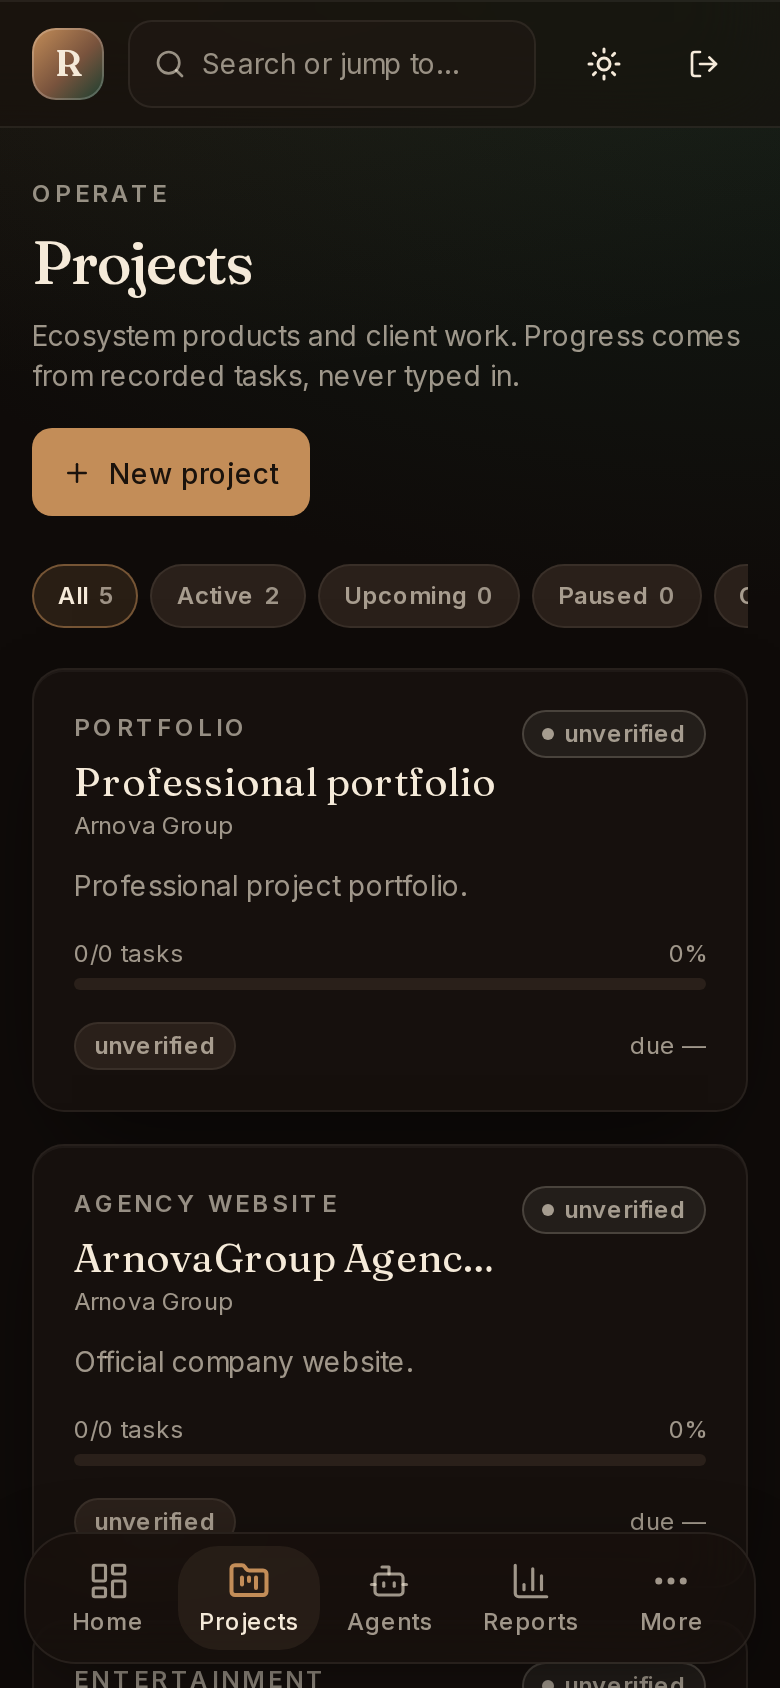 R
Search or jump to...
OPERATE
Projects
Ecosystem products and client work. Progress comes
from recorded tasks, never typed in.
+ New project
All 5
Active 2
Upcoming 0
Paused 0
PORTFOLIO
unverified
Professional portfolio
Arnova Group
Professional project portfolio.
0/0 tasks
0%
unverified
due —
AGENCY WEBSITE
unverified
ArnovaGroup Agenc...
Arnova Group
Official company website.
0/0 tasks
0%
unverified
due —
Home
Projects
Agents
Reports
More
ENTERTAINMENT
unverified